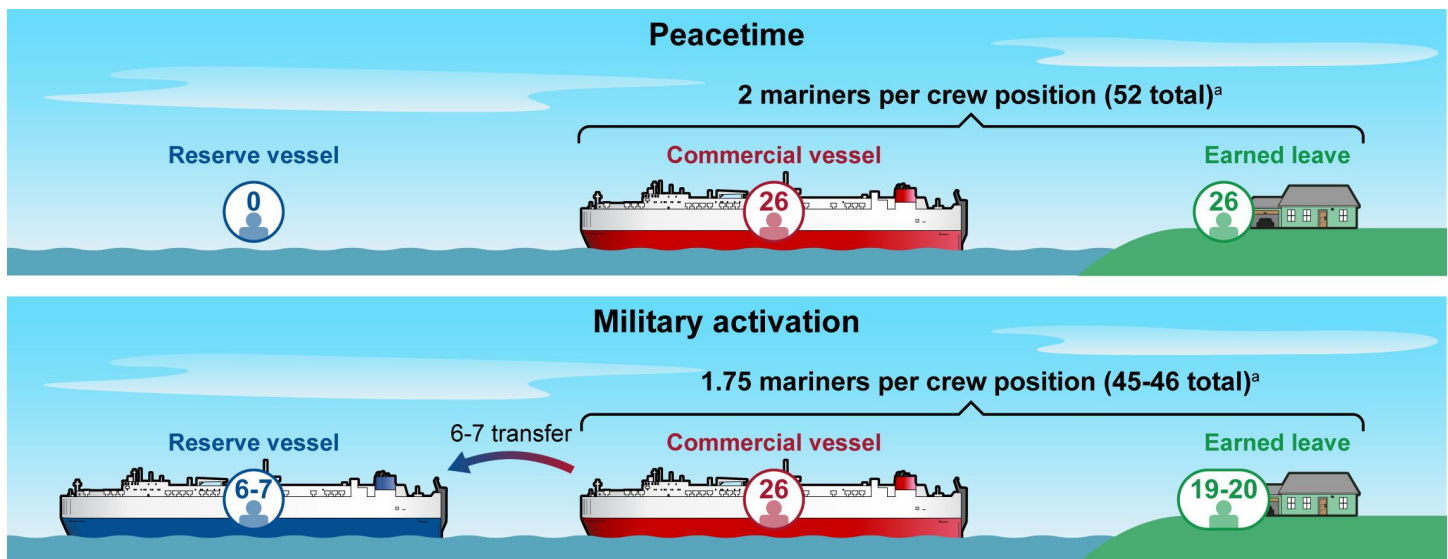 Peacetime
2 mariners per crew position (52 total)ª
Reserve vessel
Commercial vessel
Earned leave
0
26
26
Military activation
1.75 mariners per crew position (45-46 total)ª
6-7 transfer
Reserve vessel
Commercial vessel
Earned leave
6-7
26
19-20